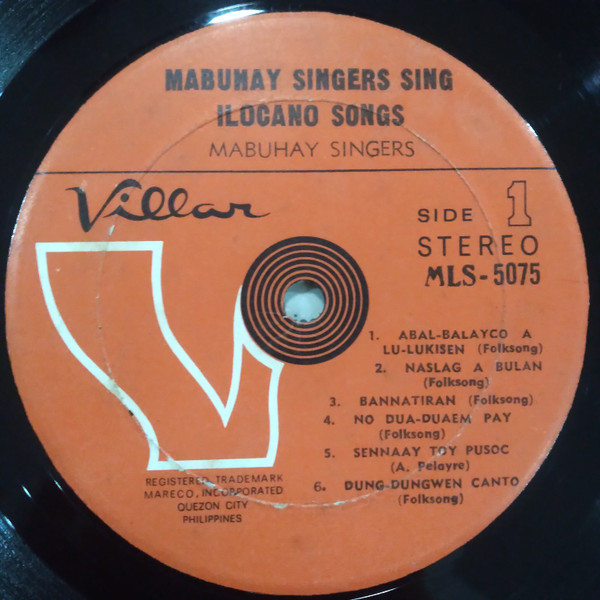 MABUHAY SINGERS SING
ILOCANO SONGS
MABUHAY SINGERS
Villar
SIDE 1
STEREO
MLS-5075
1. ABAL-BALAYCO A
LU-LUKISEN (Folksong)
2. NASLAG A BULAN
(Folksong)
3. BANNATIRAN (Folksong)
4. NO DUA-DUAEM PAY
(Folksong)
5. SENNAAY TOY PUSOC
(A. Pelayre)
6. DUNG-DUNGWEN CANTO
(Folksong)
REGISTERED TRADEMARK
MARECO, INCORPORATED
QUEZON CITY
PHILIPPINES